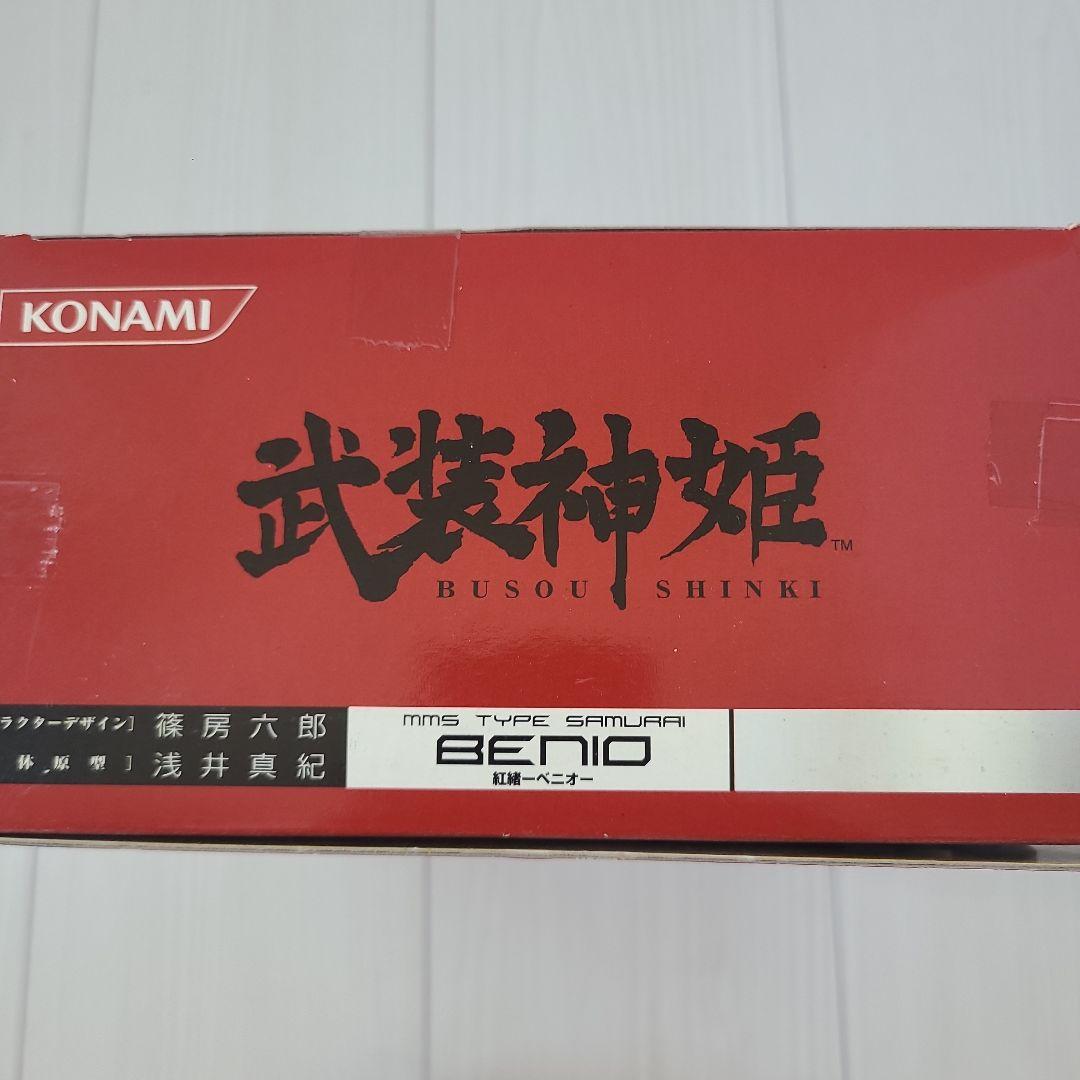 KONAMI
武装神姫
BUSOU SHINKI
TM
ラクターデザイン] 篠房六郎
体原型] 浅井真紀
MMS TYPE SAMURAI
BENIO
紅緒ーベニオー